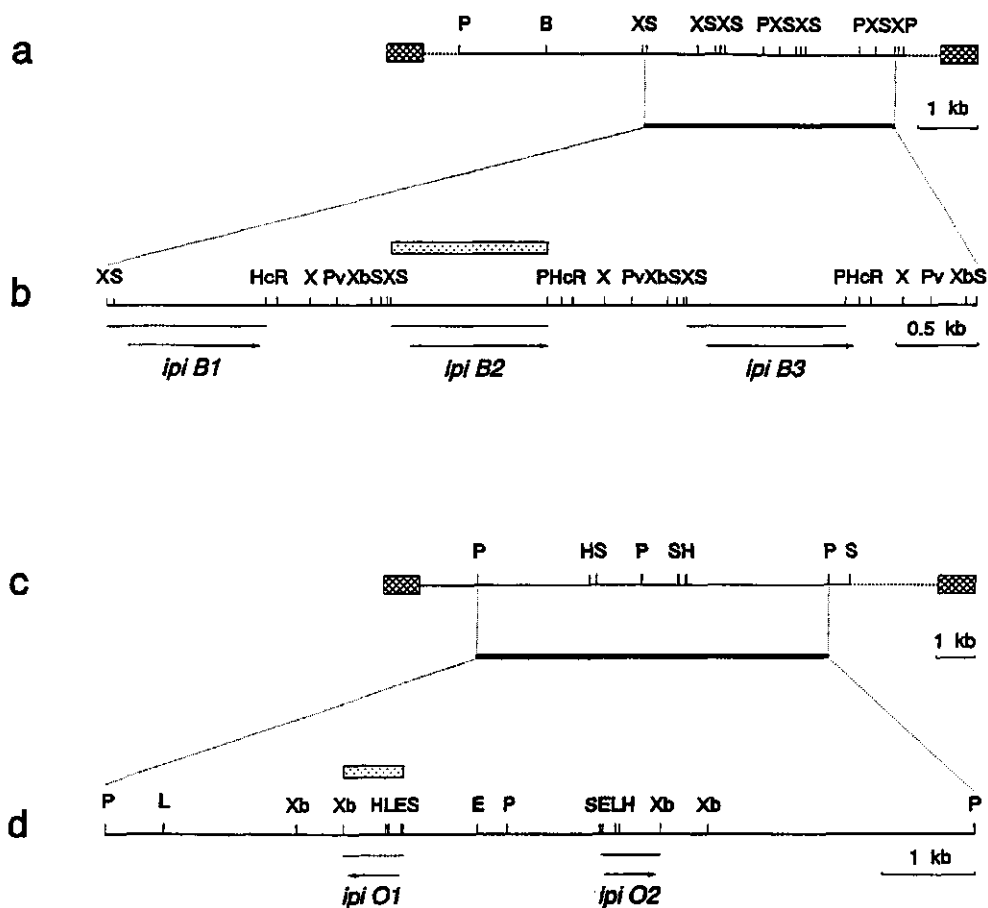 a
P B XS XSXS PXSXS PXSXP
1 kb
b
XS HcR X PvXbSXS PHcR X PvXbSXS PHcR X Pv XbS
0.5 kb
ipi B1 ipi B2 ipi B3
c
P HS P SH P S
1 kb
d
P L Xb Xb HLES E P SELH Xb Xb P
1 kb
ipi O1 ipi O2